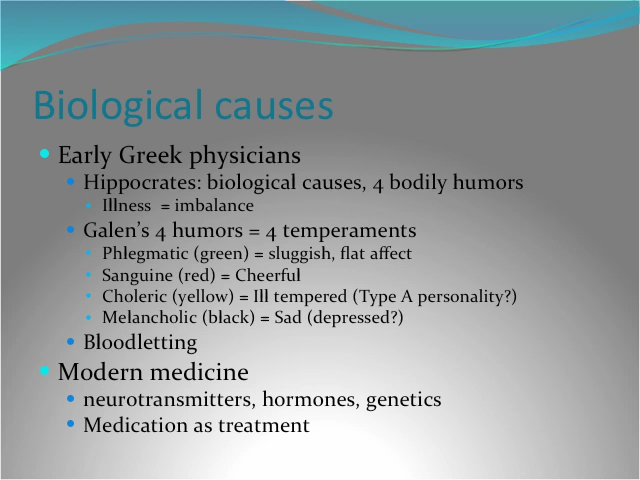 Biological causes
Early Greek physicians
Hippocrates: biological causes, 4 bodily humors
Illness = imbalance
Galen’s 4 humors = 4 temperaments
Phlegmatic (green) = sluggish, flat affect
Sanguine (red) = Cheerful
Choleric (yellow) = Ill tempered (Type A personality?)
Melancholic (black) = Sad (depressed?)
Bloodletting
Modern medicine
neurotransmitters, hormones, genetics
Medication as treatment